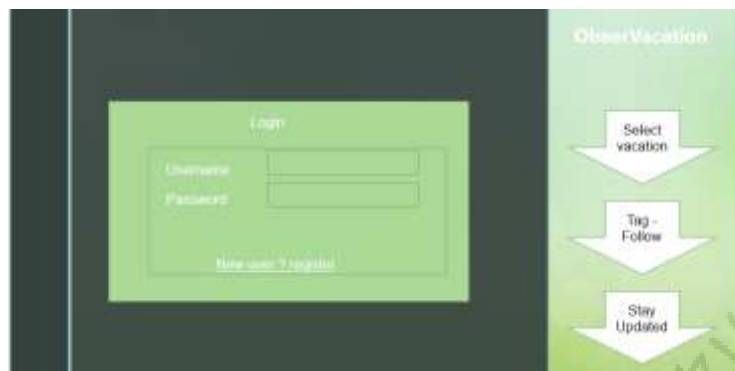 ObserVacation
Login
Username
Password
New user ? register
Select
vacation
Tag -
Follow
Stay
Updated